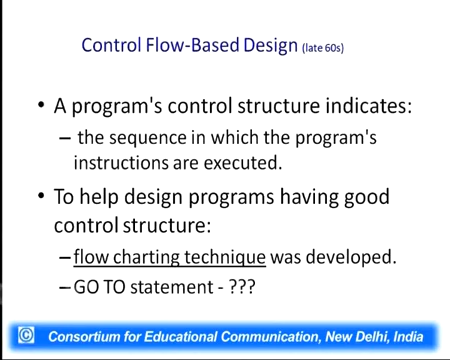 Control Flow-Based Design (late 60s)
• A program's control structure indicates:
– the sequence in which the program's
instructions are executed.
• To help design programs having good
control structure:
– flow charting technique was developed.
– GO TO statement - ???
© Consortium for Educational Communication, New Delhi, India